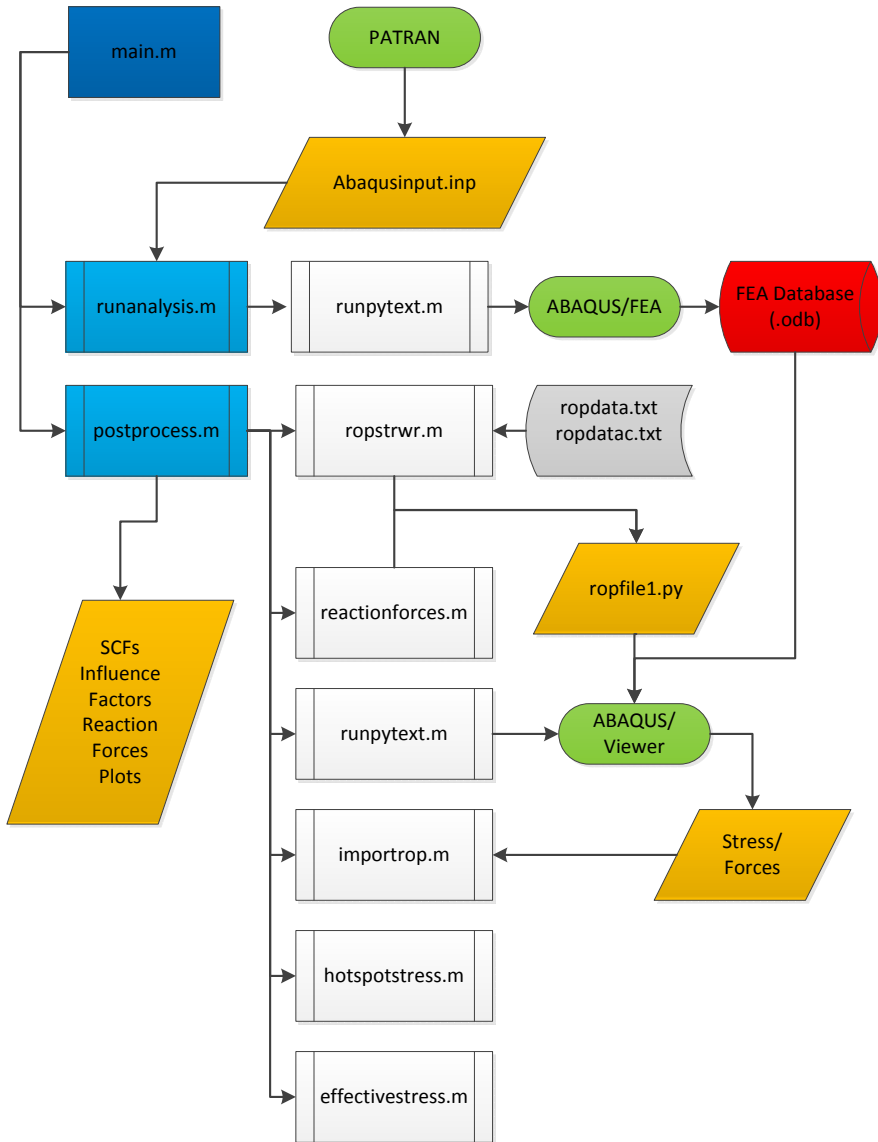 main.m
PATRAN
Abaqusinput.inp
runanalysis.m
runpytext.m
ABAQUS/FEA
FEA Database
(.odb)
postprocess.m
ropstrwr.m
ropdata.txt
ropdatac.txt
ropfile1.py
reactionforces.m
SCFs
Influence
Factors
Reaction
Forces
Plots
runpytext.m
ABAQUS/
Viewer
importrop.m
Stress/
Forces
hotspotstress.m
effectivestress.m